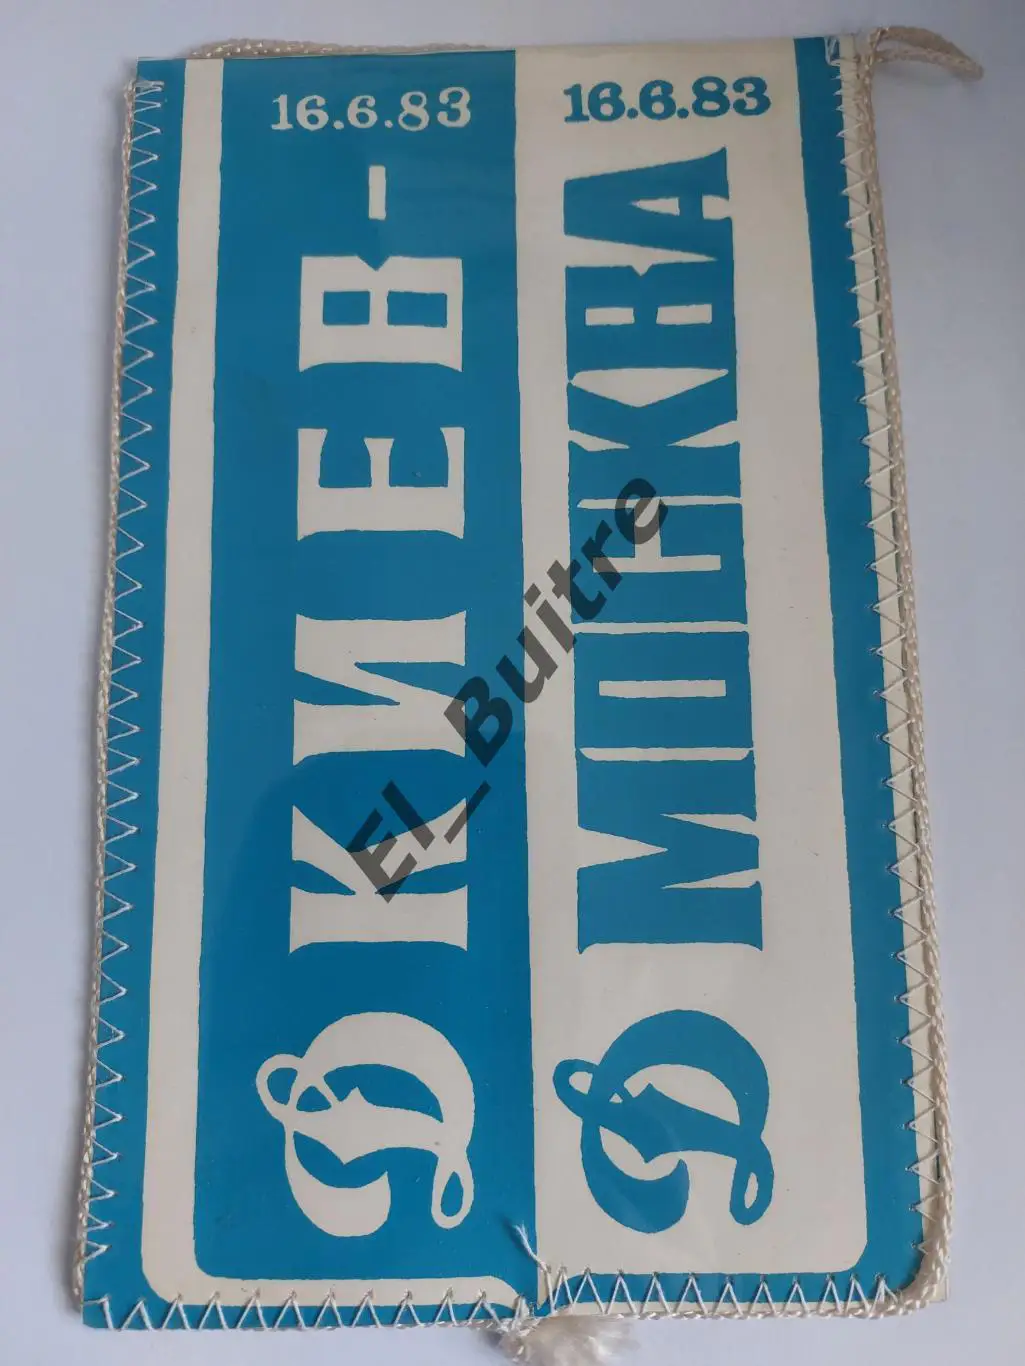 16.6.83
Д КИЕВ-
16.6.83
Д МОСКВА
El_Buitre